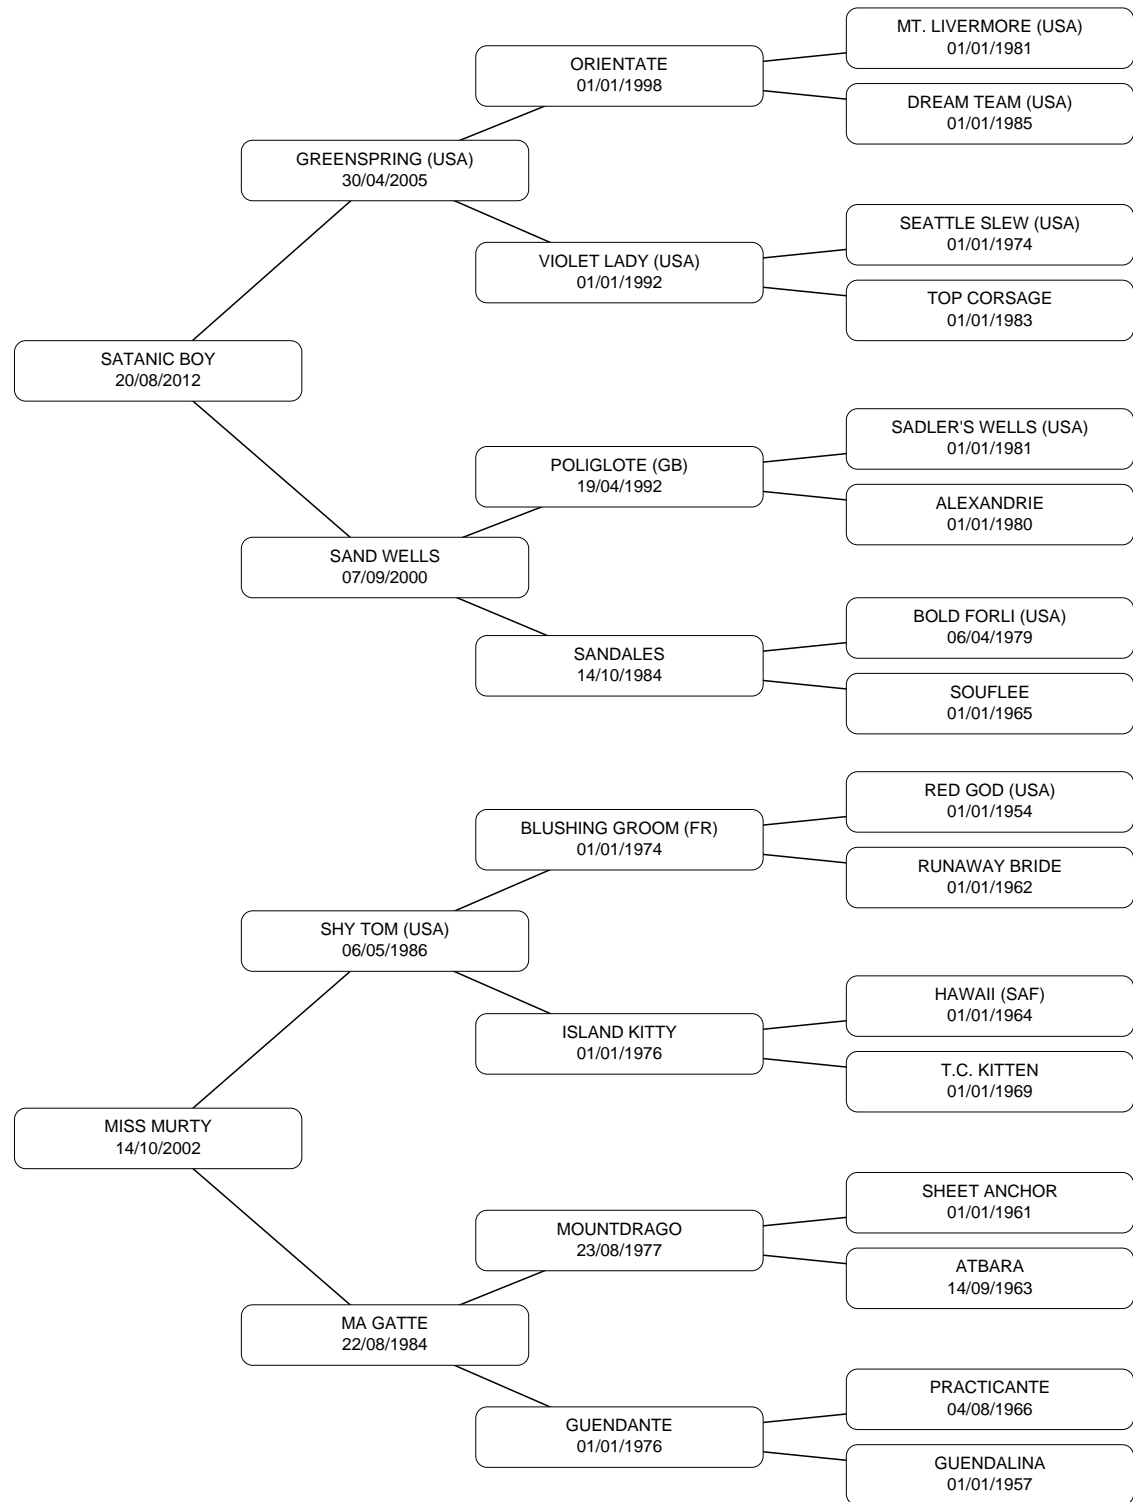 MT. LIVERMORE (USA)
01/01/1981
ORIENTATE
01/01/1998
DREAM TEAM (USA)
01/01/1985
GREENSPRING (USA)
30/04/2005
SEATTLE SLEW (USA)
01/01/1974
VIOLET LADY (USA)
01/01/1992
TOP CORSAGE
01/01/1983
SATANIC BOY
20/08/2012
SADLER'S WELLS (USA)
01/01/1981
POLIGLOTE (GB)
19/04/1992
ALEXANDRIE
01/01/1980
SAND WELLS
07/09/2000
BOLD FORLI (USA)
06/04/1979
SANDALES
14/10/1984
SOUFLEE
01/01/1965
RED GOD (USA)
01/01/1954
BLUSHING GROOM (FR)
01/01/1974
RUNAWAY BRIDE
01/01/1962
SHY TOM (USA)
06/05/1986
HAWAII (SAF)
01/01/1964
ISLAND KITTY
01/01/1976
T.C. KITTEN
01/01/1969
MISS MURTY
14/10/2002
SHEET ANCHOR
01/01/1961
MOUNTDRAGO
23/08/1977
ATBARA
14/09/1963
MA GATTE
22/08/1984
PRACTICANTE
04/08/1966
GUENDANTE
01/01/1976
GUENDALINA
01/01/1957